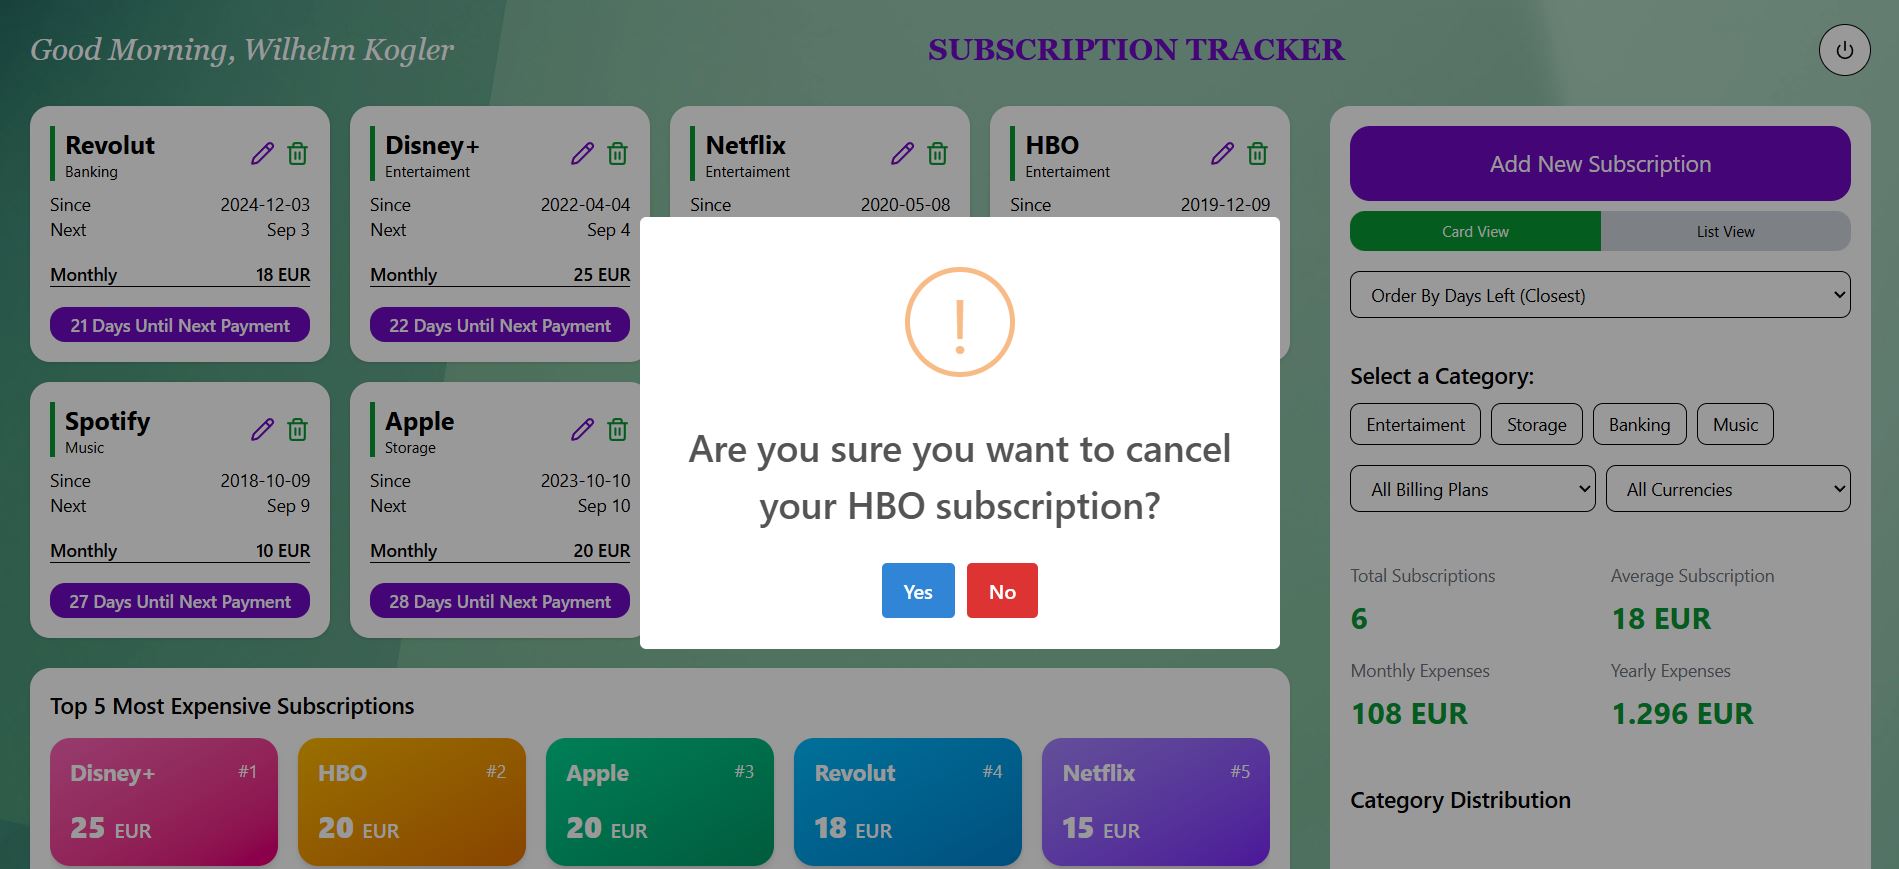 Good Morning, Wilhelm Kogler
SUBSCRIPTION TRACKER
Revolut
Banking
Since 2024-12-03
Next Sep 3
Monthly 18 EUR
21 Days Until Next Payment
Disney+
Entertaiment
Since 2022-04-04
Next Sep 4
Monthly 25 EUR
22 Days Until Next Payment
Netflix
Entertaiment
Since 2020-05-08
HBO
Entertaiment
Since 2019-12-09
Spotify
Music
Since 2018-10-09
Next Sep 9
Monthly 10 EUR
27 Days Until Next Payment
Apple
Storage
Since 2023-10-10
Next Sep 10
Monthly 20 EUR
28 Days Until Next Payment
!
Are you sure you want to cancel
your HBO subscription?
Yes No
Top 5 Most Expensive Subscriptions
Disney+ #1
25 EUR
HBO #2
20 EUR
Apple #3
20 EUR
Revolut #4
18 EUR
Netflix #5
15 EUR
Add New Subscription
Card View List View
Order By Days Left (Closest)
Select a Category:
Entertaiment Storage Banking Music
All Billing Plans All Currencies
Total Subscriptions
6
Average Subscription
18 EUR
Monthly Expenses
108 EUR
Yearly Expenses
1.296 EUR
Category Distribution